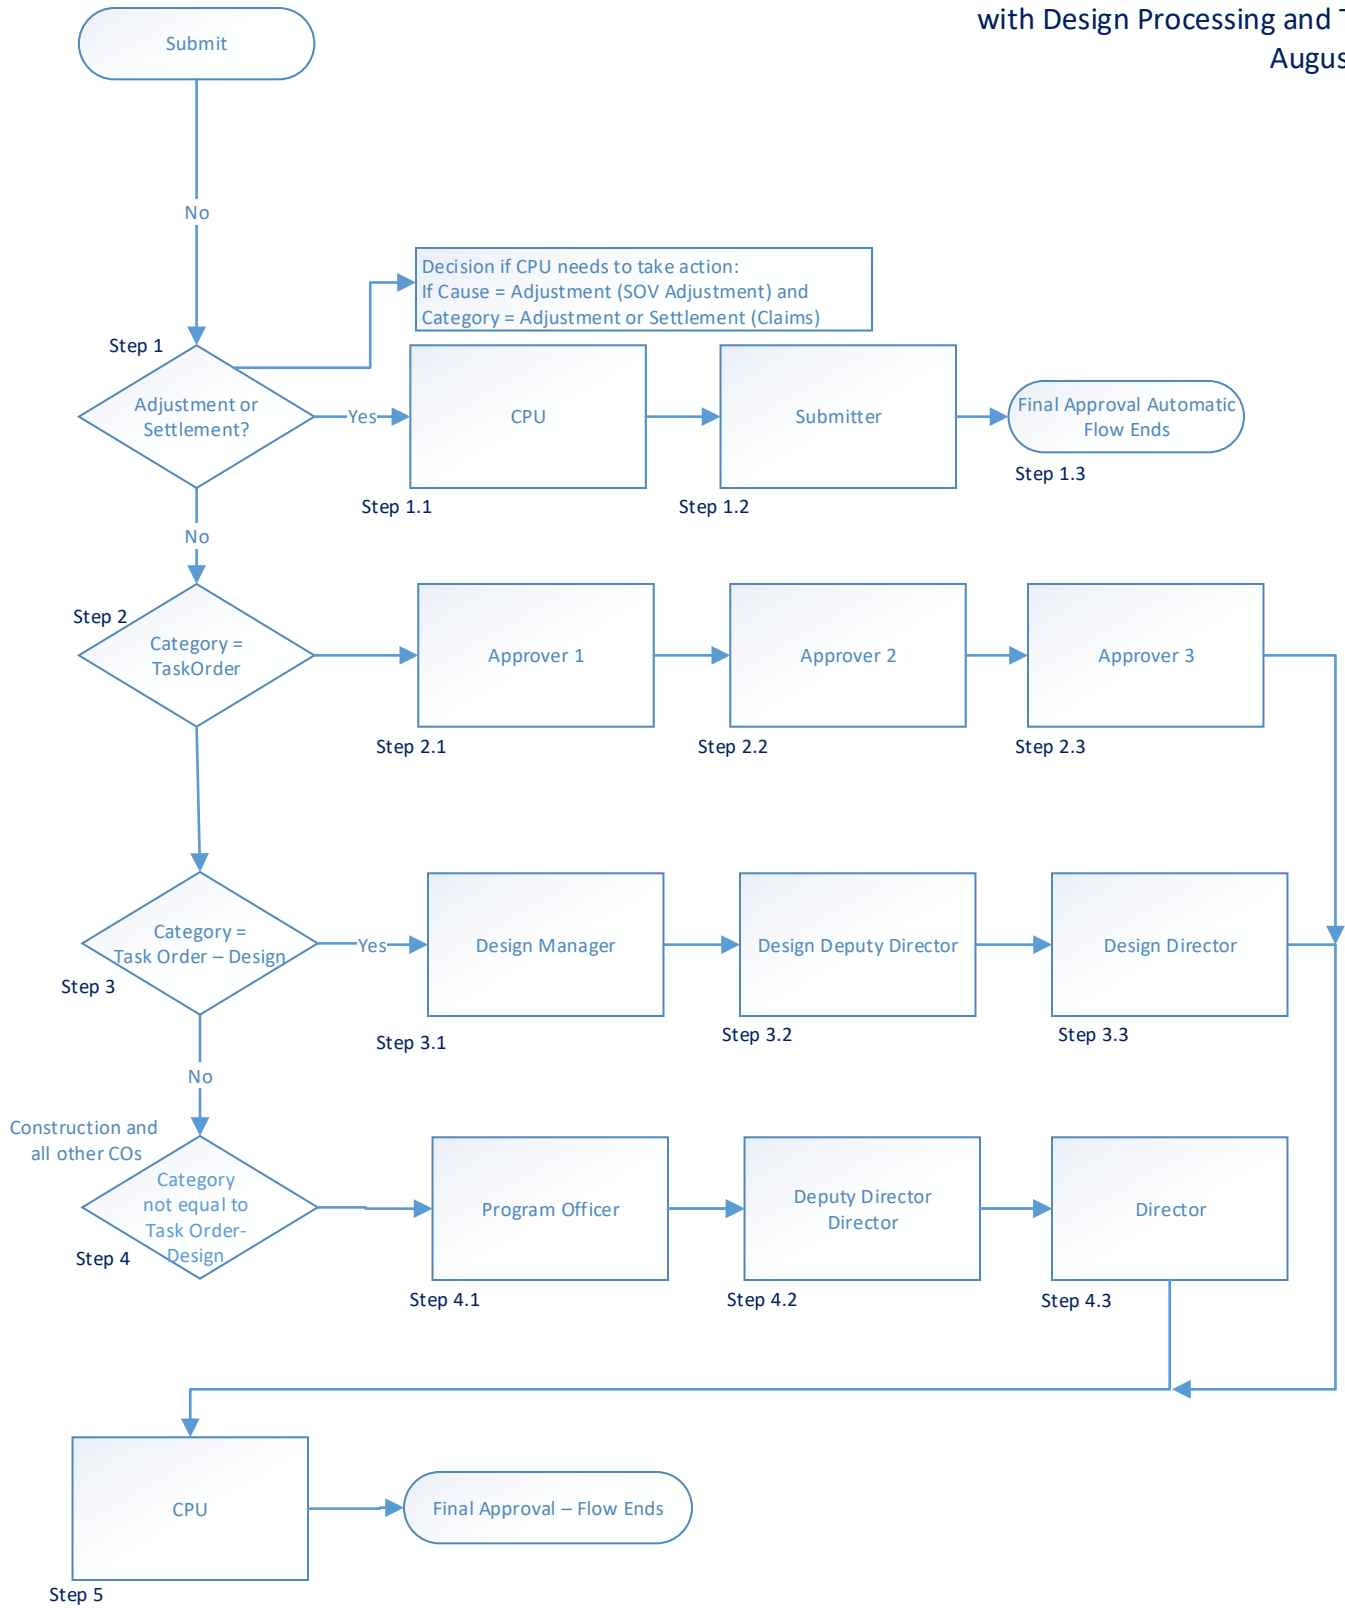 with Design Processing and
Augus
Submit
No
Decision if CPU needs to take action:
If Cause = Adjustment (SOV Adjustment) and
Category = Adjustment or Settlement (Claims)
Step 1
Adjustment or
Settlement?
Yes
CPU
Submitter
Final Approval Automatic
Flow Ends
Step 1.1
Step 1.2
Step 1.3
No
Step 2
Category =
TaskOrder
Approver 1
Approver 2
Approver 3
Step 2.1
Step 2.2
Step 2.3
Category =
Task Order – Design
Yes
Design Manager
Design Deputy Director
Design Director
Step 3
Step 3.1
Step 3.2
Step 3.3
No
Construction and
all other COs
Category
not equal to
Task Order-
Design
Program Officer
Deputy Director
Director
Director
Step 4
Step 4.1
Step 4.2
Step 4.3
CPU
Final Approval – Flow Ends
Step 5